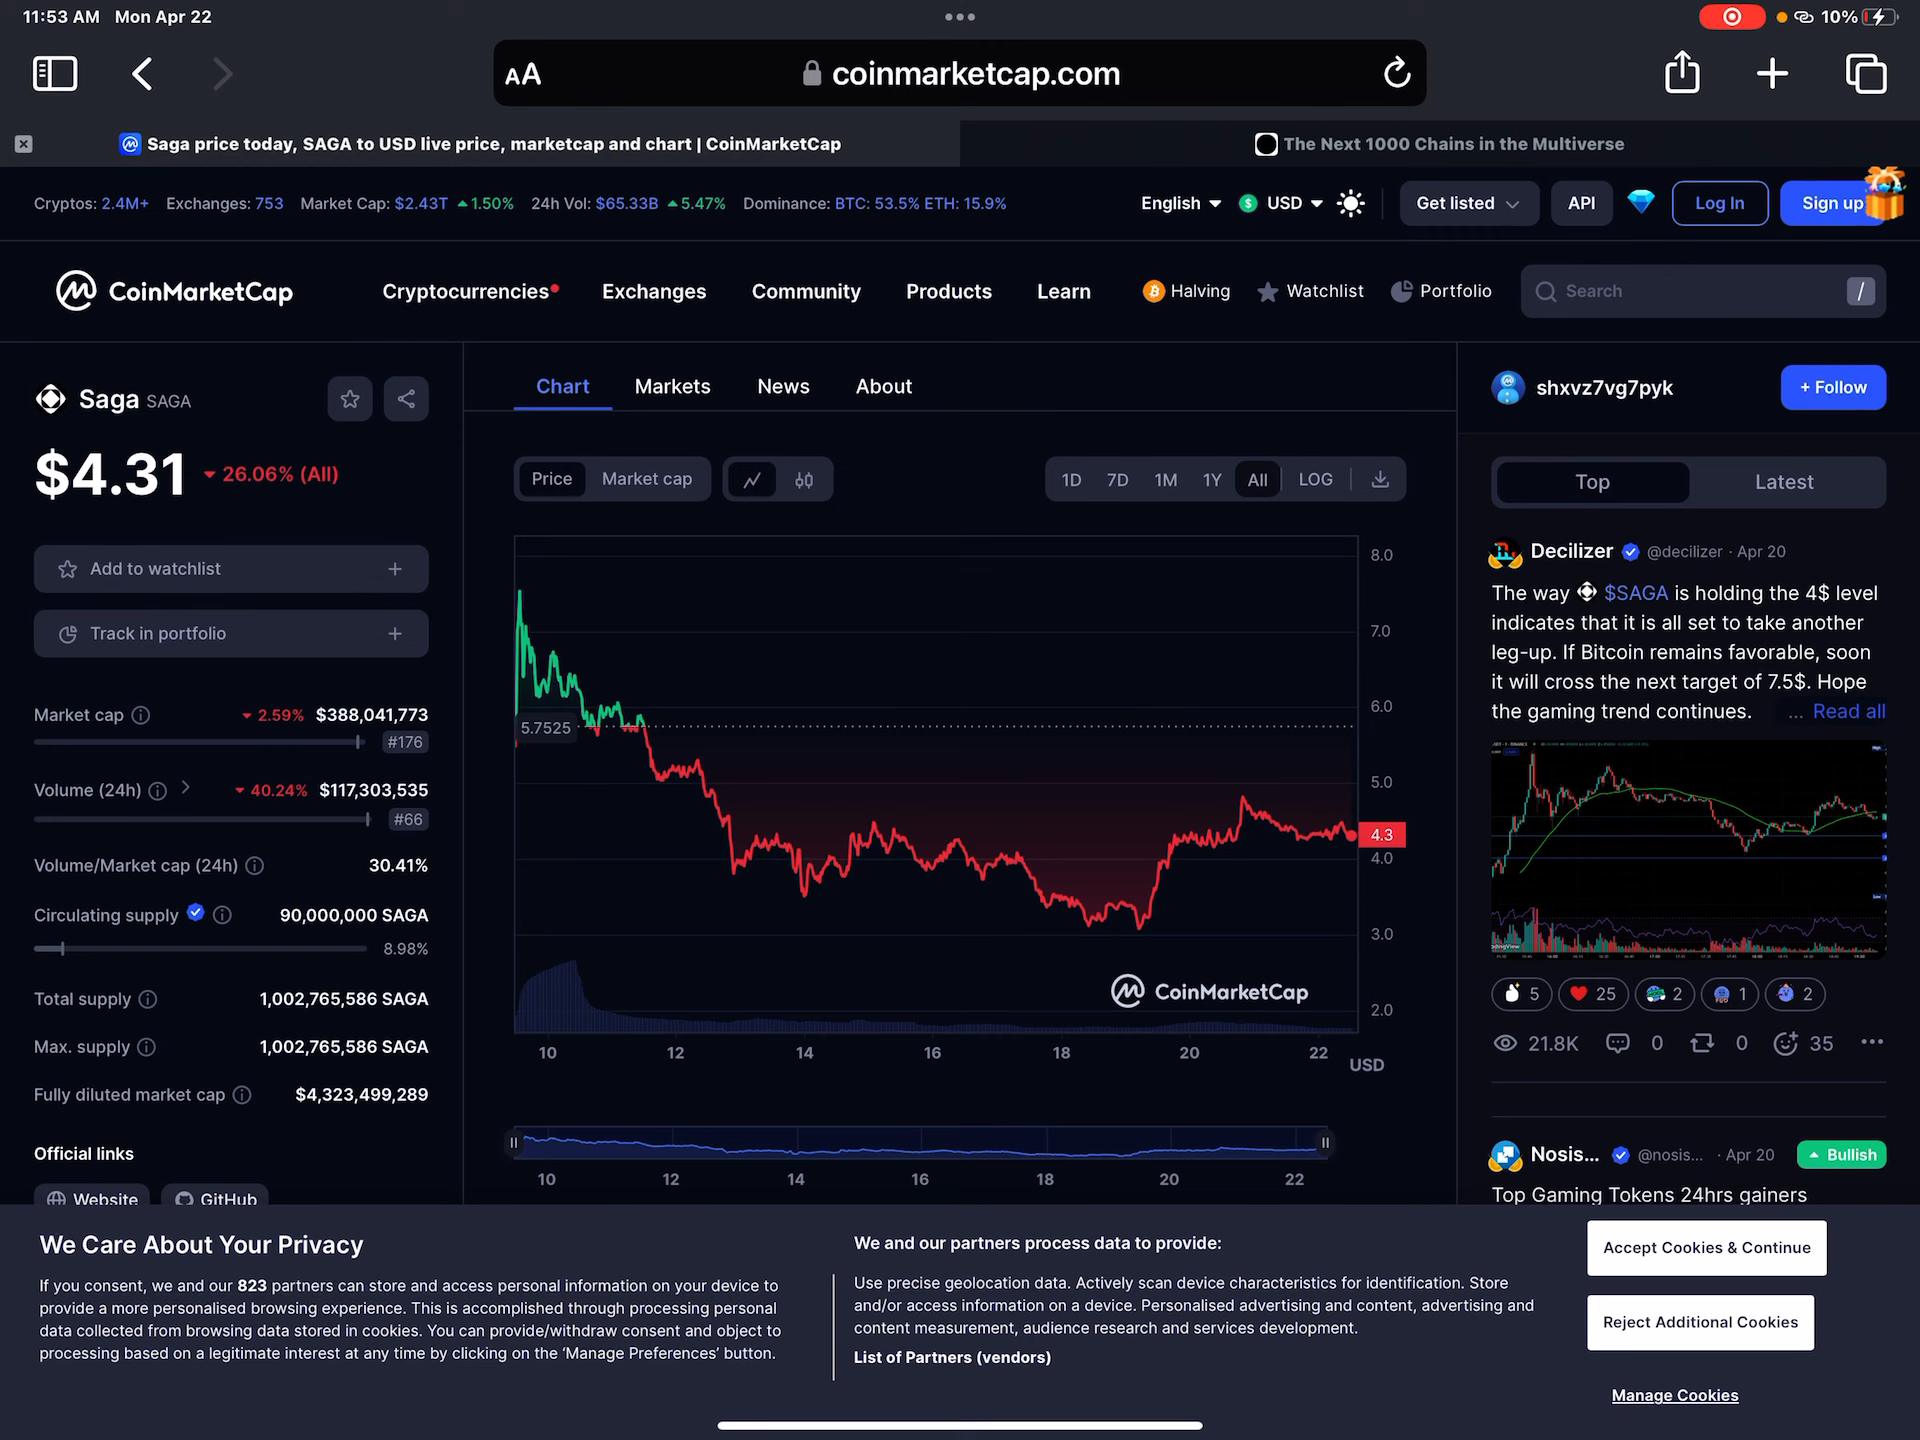 11:53 AM Mon Apr 22
10%
AA coinmarketcap.com
Saga price today, SAGA to USD live price, marketcap and chart | CoinMarketCap
The Next 1000 Chains in the Multiverse
Cryptos: 2.4M+ Exchanges: 753 Market Cap: $2.43T 1.50% 24h Vol: $65.33B 5.47% Dominance: BTC: 53.5% ETH: 15.9%
English USD Get listed API Log In Sign up
CoinMarketCap Cryptocurrencies Exchanges Community Products Learn Halving Watchlist Portfolio Search /
Saga SAGA
$4.31 26.06% (All)
Add to watchlist +
Track in portfolio +
Market cap 2.59% $388,041,773
#176
Volume (24h) 40.24% $117,303,535
#66
Volume/Market cap (24h) 30.41%
Circulating supply 90,000,000 SAGA
8.98%
Total supply 1,002,765,586 SAGA
Max. supply 1,002,765,586 SAGA
Fully diluted market cap $4,323,499,289
Official links
Website GitHub
Chart Markets News About
Price Market cap
1D 7D 1M 1Y All LOG
8.0
7.0
6.0
5.7525
5.0
4.3
4.0
3.0
CoinMarketCap
2.0
10 12 14 16 18 20 22
USD
10 12 14 16 18 20 22
shxvz7vg7pyk + Follow
Top Latest
Decilizer @decilizer · Apr 20
The way $SAGA is holding the 4$ level
indicates that it is all set to take another
leg-up. If Bitcoin remains favorable, soon
it will cross the next target of 7.5$. Hope
the gaming trend continues. ... Read all
5 25 2 1 2
21.8K 0 0 35
Nosis... @nosis... · Apr 20 Bullish
Top Gaming Tokens 24hrs gainers
We Care About Your Privacy
If you consent, we and our 823 partners can store and access personal information on your device to
provide a more personalised browsing experience. This is accomplished through processing personal
data collected from browsing data stored in cookies. You can provide/withdraw consent and object to
processing based on a legitimate interest at any time by clicking on the ‘Manage Preferences’ button.
We and our partners process data to provide:
Use precise geolocation data. Actively scan device characteristics for identification. Store
and/or access information on a device. Personalised advertising and content, advertising and
content measurement, audience research and services development.
List of Partners (vendors)
Accept Cookies & Continue
Reject Additional Cookies
Manage Cookies